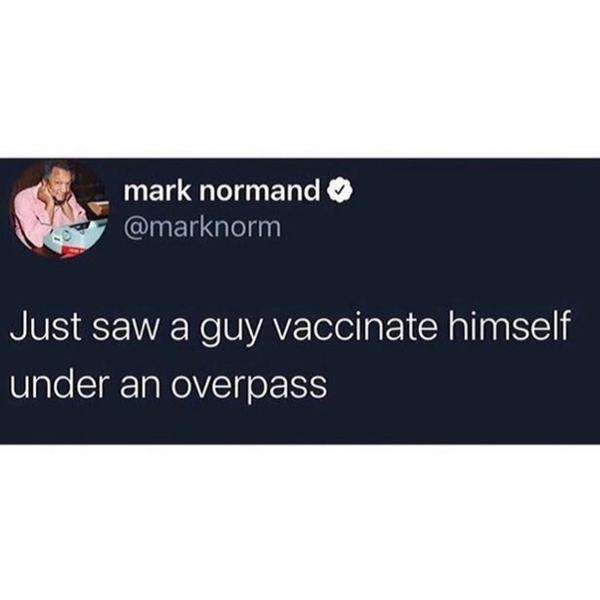 mark normand
@marknorm
Just saw a guy vaccinate himself
under an overpass